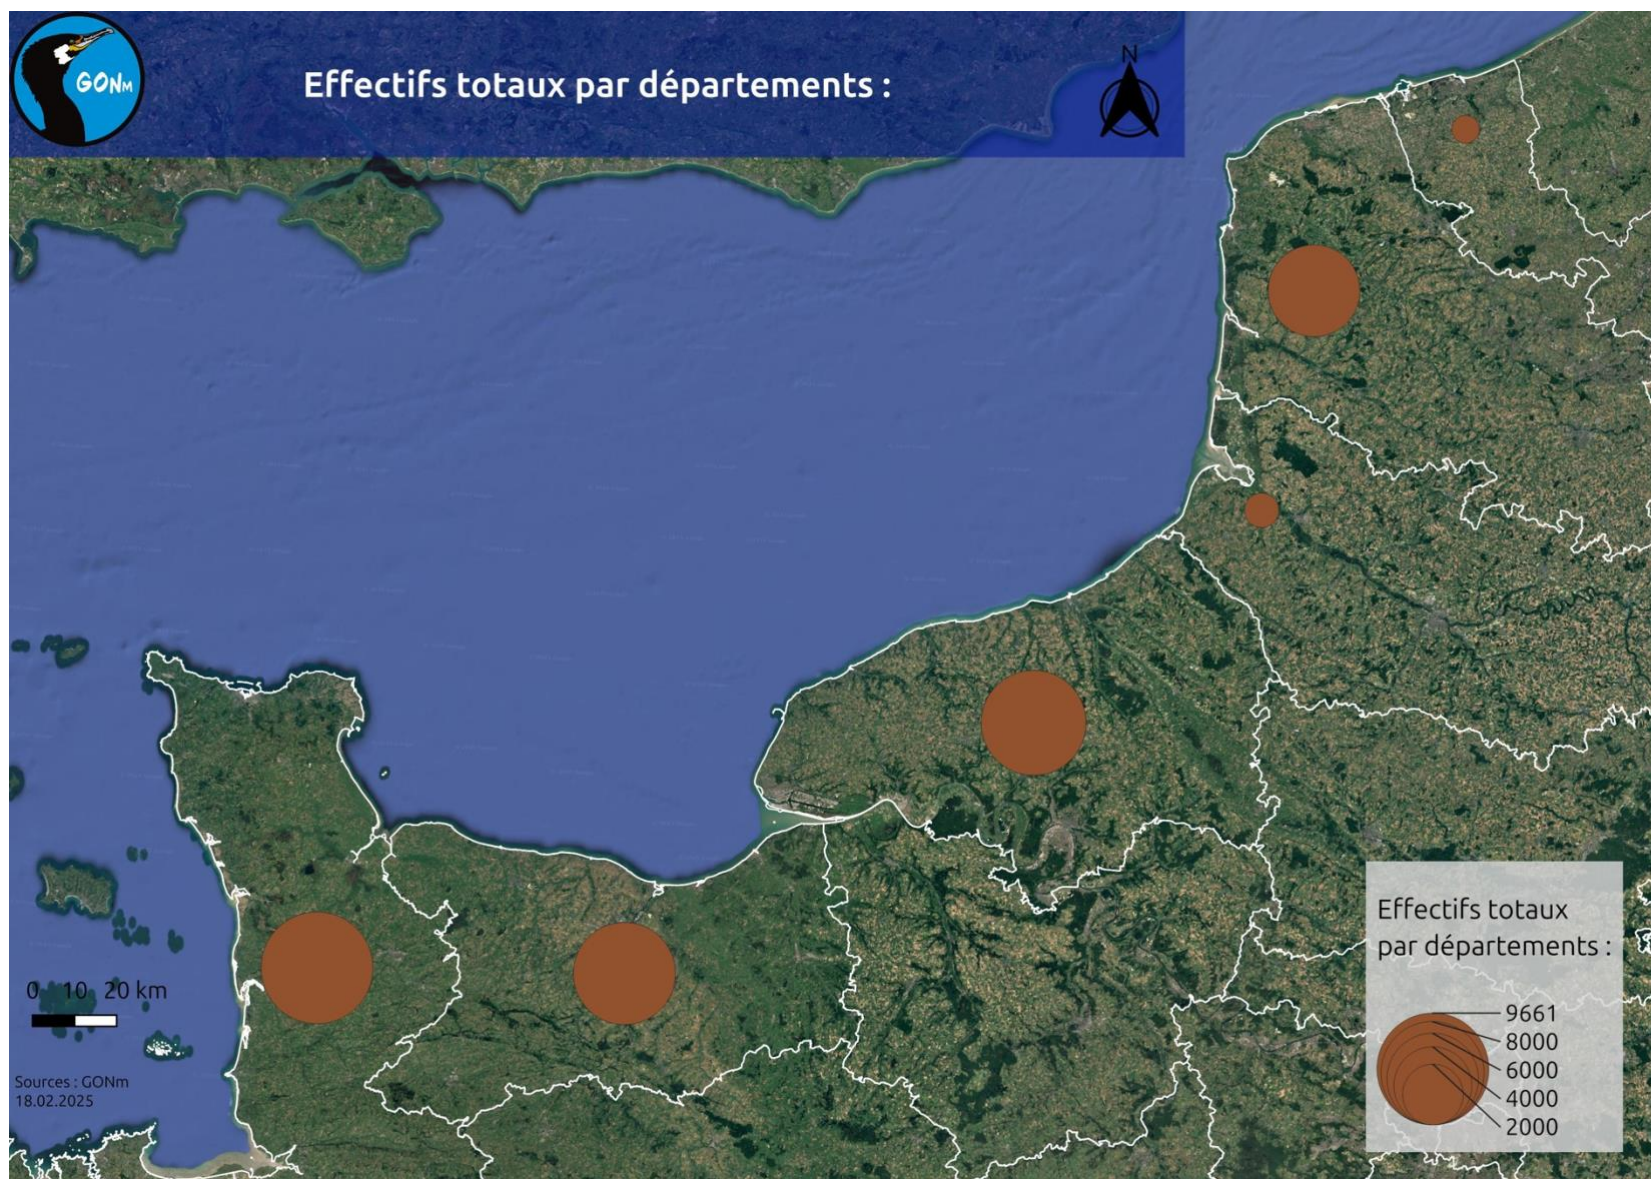 GONm
Effectifs totaux par départements :
N
0 10 20 km
Sources : GONm
18.02.2025
Effectifs totaux
par départements :
9661
8000
6000
4000
2000